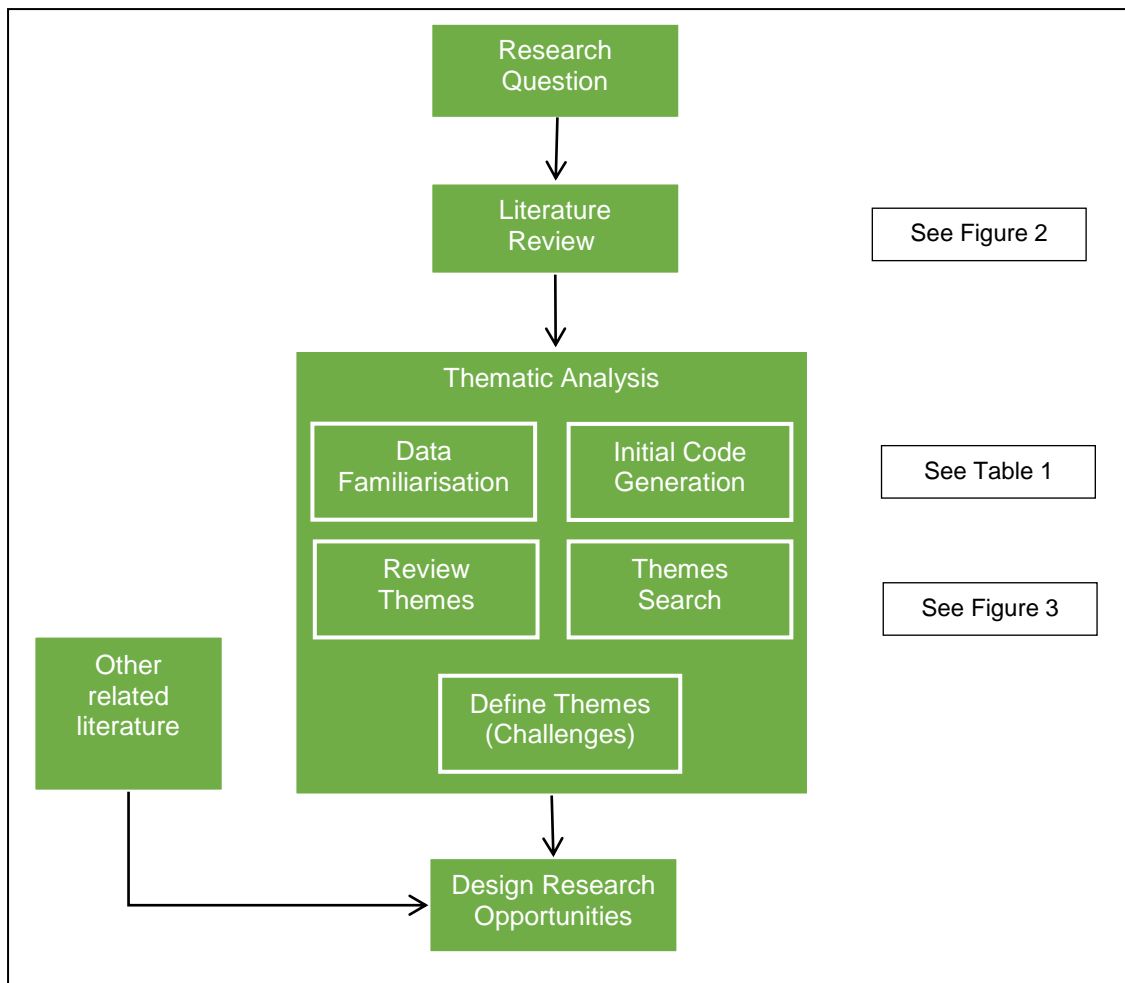 Research
Question
Literature
Review
See Figure 2
Thematic Analysis
Data
Familiarisation
Initial Code
Generation
See Table 1
Review
Themes
Themes
Search
See Figure 3
Other
related
literature
Define Themes
(Challenges)
Design Research
Opportunities